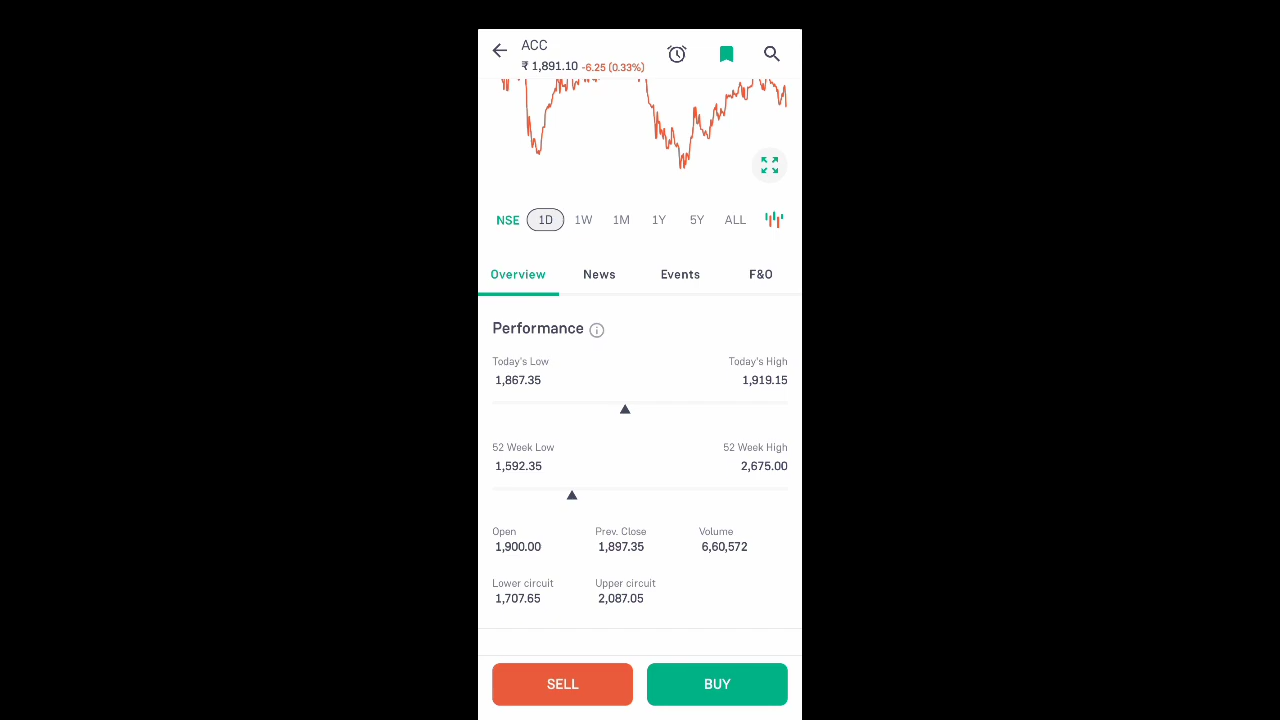 ACC
₹ 1,891.10 -6.25 (0.33%)
NSE 1D 1W 1M 1Y 5Y ALL
Overview News Events F&O
Performance
Today's Low Today's High
1,867.35 1,919.15
52 Week Low 52 Week High
1,592.35 2,675.00
Open Prev. Close Volume
1,900.00 1,897.35 6,60,572
Lower circuit Upper circuit
1,707.65 2,087.05
SELL BUY